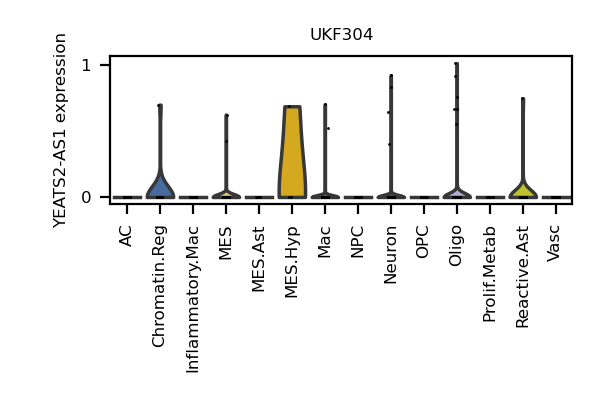 UKF304
YEATS2-AS1 expression
1
0
AC
Chromatin.Reg
Inflammatory.Mac
MES
MES.Ast
MES.Hyp
Mac
NPC
Neuron
OPC
Oligo
Prolif.Metab
Reactive.Ast
Vasc